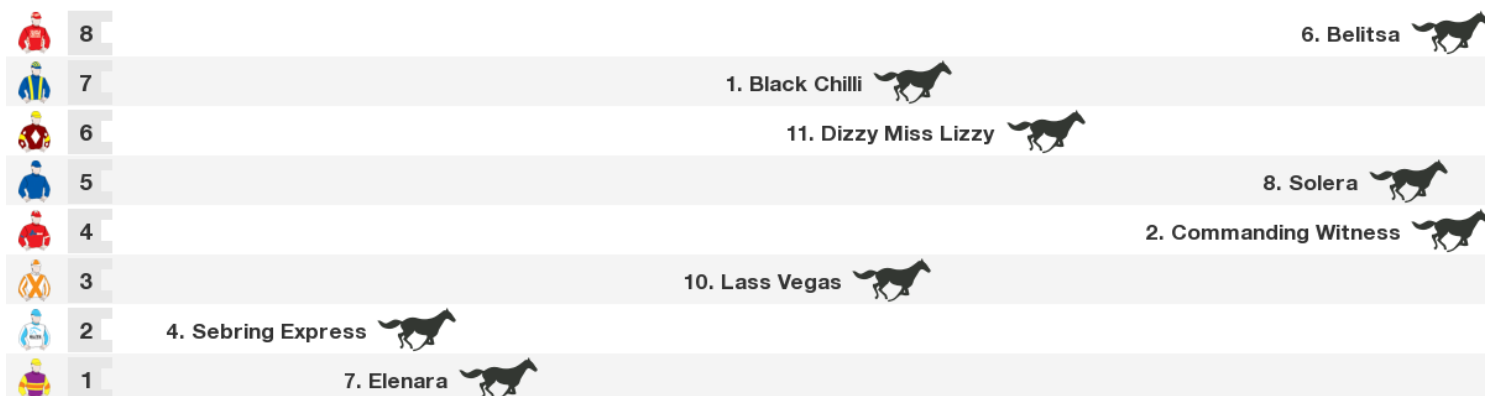 8 6. Belitsa
7 1. Black Chilli
6 11. Dizzy Miss Lizzy
5 8. Solera
4 2. Commanding Witness
3 10. Lass Vegas
2 4. Sebring Express
1 7. Elenara